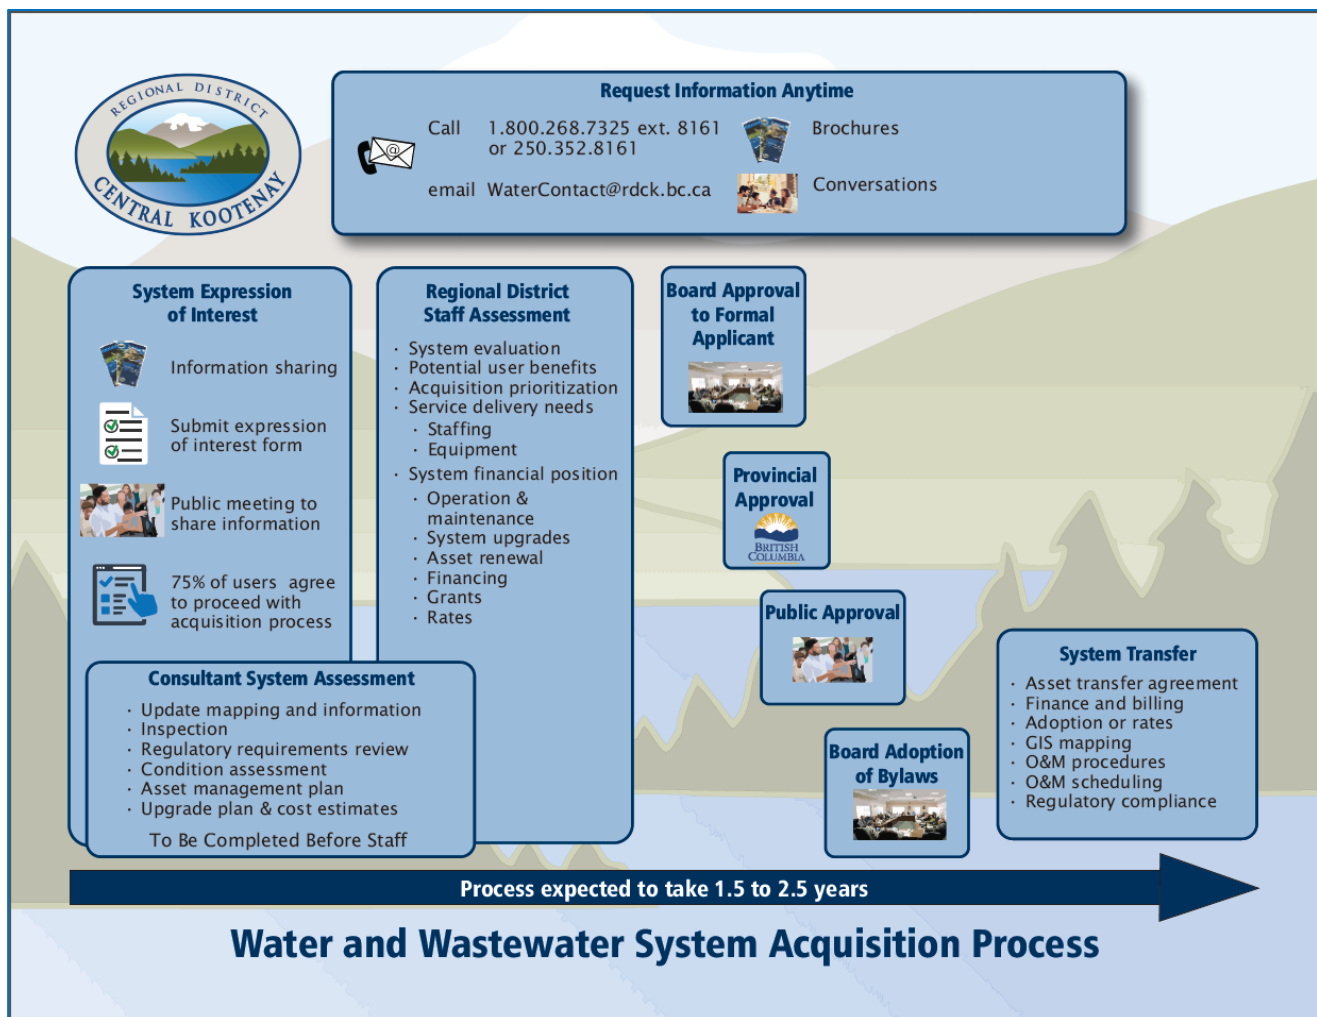 REGIONAL DISTRICT
CENTRAL KOOTENAY
Request Information Anytime
Call 1.800.268.7325 ext. 8161
or 250.352.8161
email WaterContact@rdck.bc.ca
Brochures
Conversations
System Expression
of Interest
Information sharing
Submit expression
of interest form
Public meeting to
share information
75% of users agree
to proceed with
acquisition process
Consultant System Assessment
· Update mapping and information
· Inspection
· Regulatory requirements review
· Condition assessment
· Asset management plan
· Upgrade plan & cost estimates
To Be Completed Before Staff
Regional District
Staff Assessment
· System evaluation
· Potential user benefits
· Acquisition prioritization
· Service delivery needs
· Staffing
· Equipment
· System financial position
· Operation &
maintenance
· System upgrades
· Asset renewal
· Financing
· Grants
· Rates
Board Approval
to Formal
Applicant
Provincial
Approval
BRITISH
COLUMBIA
Public Approval
Board Adoption
of Bylaws
System Transfer
· Asset transfer agreement
· Finance and billing
· Adoption or rates
· GIS mapping
· O&M procedures
· O&M scheduling
· Regulatory compliance
Process expected to take 1.5 to 2.5 years
Water and Wastewater System Acquisition Process